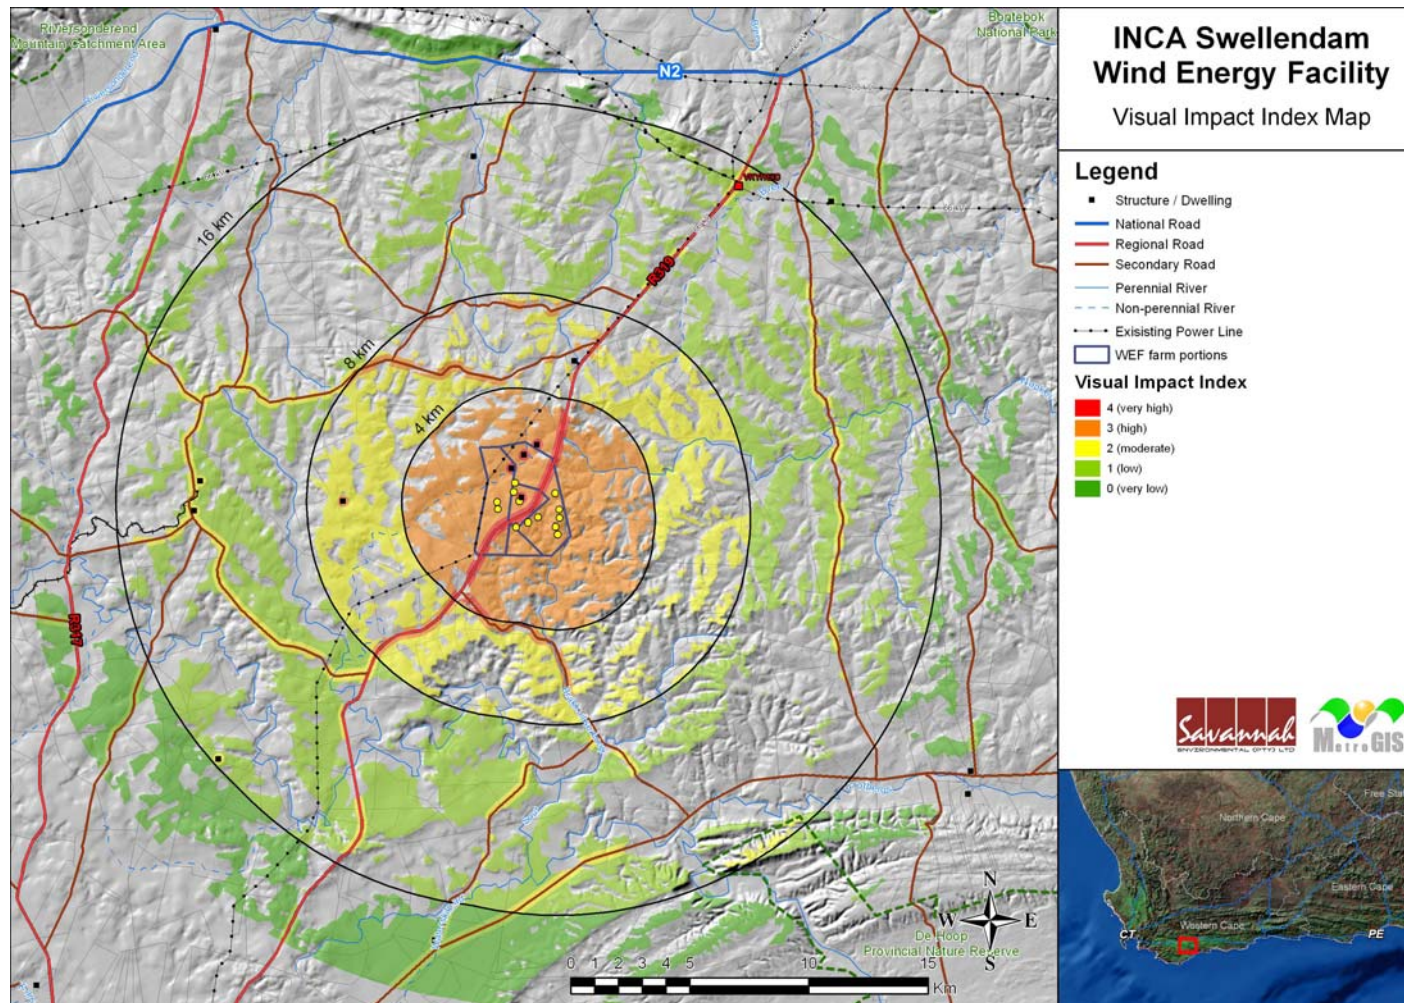 INCA Swellendam
Wind Energy Facility
Visual Impact Index Map
Legend
Structure / Dwelling
National Road
Regional Road
Secondary Road
Perennial River
Non-perennial River
Exisisting Power Line
WEF farm portions
Visual Impact Index
4 (very high)
3 (high)
2 (moderate)
1 (low)
0 (very low)
Riviersonderend
Mountain Catchment Area
Bontebok
National Park
N2
16 km
8 km
4 km
R319
R317
De Hoop
Provincial Nature Reserve
N
W
E
S
0 1 2 3 4 5 10 15
Km
Savannah
ENVIRONMENTAL (PTY) LTD
MetroGIS
Free Stat
Northern Cape
Eastern Cape
Western Cape
CT
PE